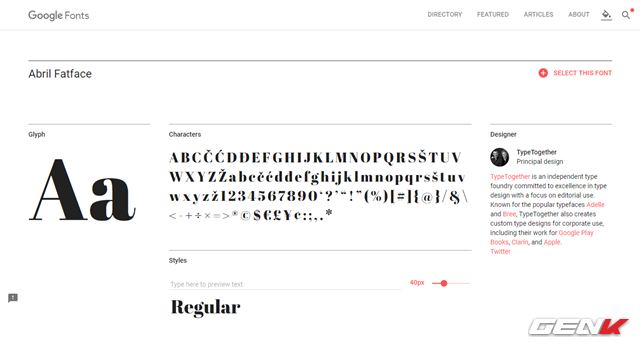 Google Fonts
DIRECTORY FEATURED ARTICLES ABOUT
Abril Fatface
SELECT THIS FONT
Glyph
Aa
Characters
ABCČĆDĐEFGHIJKLMNOPQRSŠTUV
WXYZŽabcčćdđefghijklmnopqrsštuv
wxyzž1234567890‘?’“!”(%)[#]{@}/&\
<-+÷×=>®©$€£¥¢:;,.*
Styles
Type here to preview text
40px
Regular
Designer
TypeTogether
Principal design
TypeTogether is an independent type
foundry committed to excellence in type
design with a focus on editorial use.
Known for the popular typefaces Adelle
and Bree, TypeTogether also creates
custom type designs for corporate use,
including their work for Google Play
Books, Clarín, and Apple.
Twitter
GENK